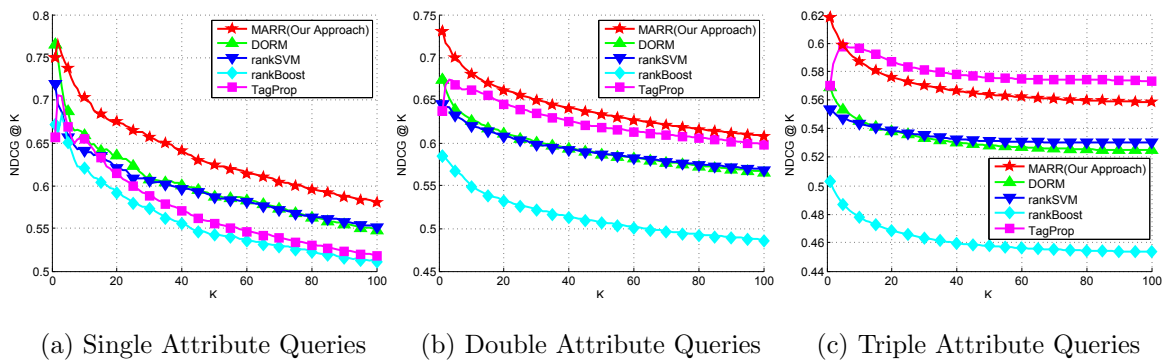 0.8
0.75
0.7
0.65
0.6
0.55
0.5
NDCG @ K
0 20 40 60 80 100
K
MARR(Our Approach)
DORM
rankSVM
rankBoost
TagProp
(a) Single Attribute Queries
0.75
0.7
0.65
0.6
0.55
0.5
0.45
NDCG @ K
0 20 40 60 80 100
K
MARR(Our Approach)
DORM
rankSVM
rankBoost
TagProp
(b) Double Attribute Queries
0.62
0.6
0.58
0.56
0.54
0.52
0.5
0.48
0.46
0.44
NDCG @ K
0 20 40 60 80 100
K
MARR(Our Approach)
DORM
rankSVM
rankBoost
TagProp
(c) Triple Attribute Queries